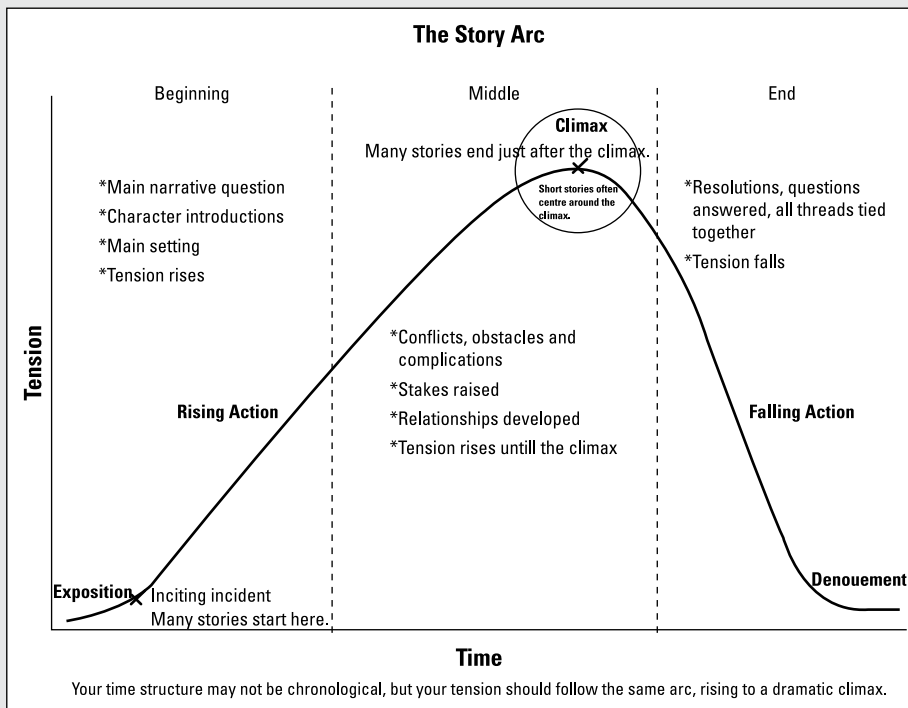 The Story Arc
Beginning
Middle
End
Climax
Many stories end just after the climax.
Short stories often
centre around the
climax.
*Main narrative question
*Character introductions
*Main setting
*Tension rises
*Resolutions, questions
answered, all threads tied
together
*Tension falls
*Conflicts, obstacles and
complications
*Stakes raised
*Relationships developed
*Tension rises untill the climax
Tension
Rising Action
Falling Action
Exposition
Inciting incident
Many stories start here.
Denouement
Time
Your time structure may not be chronological, but your tension should follow the same arc, rising to a dramatic climax.